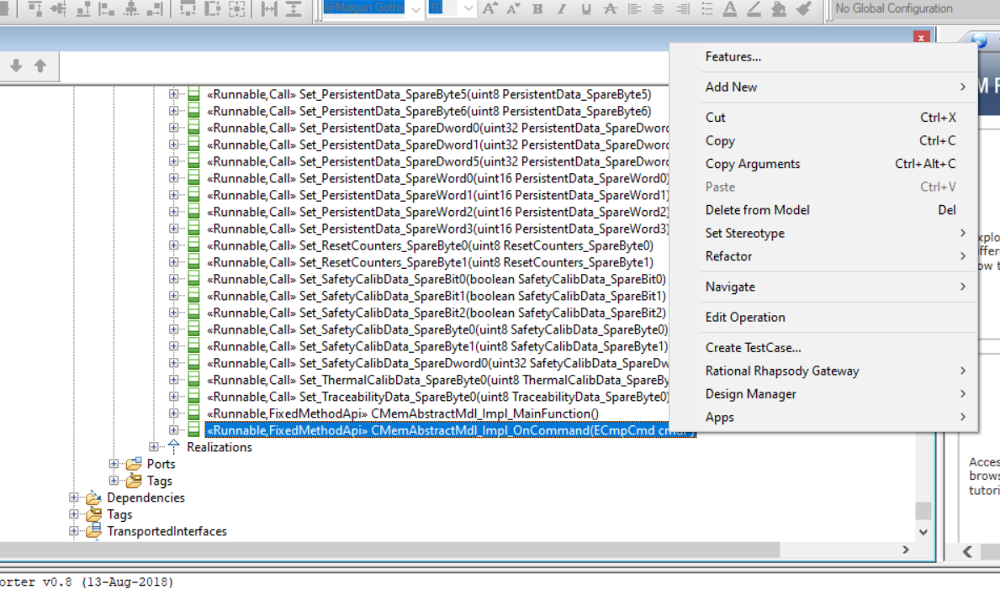 @Malgun Gothic
10
No Global Configuration
Features...
Add New
Cut Ctrl+X
Copy Ctrl+C
Copy Arguments Ctrl+Alt+C
Paste Ctrl+V
Delete from Model Del
Set Stereotype
Refactor
Navigate
Edit Operation
Create TestCase...
Rational Rhapsody Gateway
Design Manager
Apps
«Runnable,Call» Set_PersistentData_SpareByte5(uint8 PersistentData_SpareByte5)
«Runnable,Call» Set_PersistentData_SpareByte6(uint8 PersistentData_SpareByte6)
«Runnable,Call» Set_PersistentData_SpareDword0(uint32 PersistentData_SpareDword
«Runnable,Call» Set_PersistentData_SpareDword1(uint32 PersistentData_SpareDword
«Runnable,Call» Set_PersistentData_SpareDword5(uint32 PersistentData_SpareDword
«Runnable,Call» Set_PersistentData_SpareWord0(uint16 PersistentData_SpareWord0)
«Runnable,Call» Set_PersistentData_SpareWord1(uint16 PersistentData_SpareWord1)
«Runnable,Call» Set_PersistentData_SpareWord2(uint16 PersistentData_SpareWord2)
«Runnable,Call» Set_PersistentData_SpareWord3(uint16 PersistentData_SpareWord3)
«Runnable,Call» Set_ResetCounters_SpareByte0(uint8 ResetCounters_SpareByte0)
«Runnable,Call» Set_ResetCounters_SpareByte1(uint8 ResetCounters_SpareByte1)
«Runnable,Call» Set_SafetyCalibData_SpareBit0(boolean SafetyCalibData_SpareBit0)
«Runnable,Call» Set_SafetyCalibData_SpareBit1(boolean SafetyCalibData_SpareBit1)
«Runnable,Call» Set_SafetyCalibData_SpareBit2(boolean SafetyCalibData_SpareBit2)
«Runnable,Call» Set_SafetyCalibData_SpareByte0(uint8 SafetyCalibData_SpareByte0)
«Runnable,Call» Set_SafetyCalibData_SpareByte1(uint8 SafetyCalibData_SpareByte1)
«Runnable,Call» Set_SafetyCalibData_SpareDword0(uint32 SafetyCalibData_SpareDw
«Runnable,Call» Set_ThermalCalibData_SpareByte0(uint8 ThermalCalibData_SpareBy
«Runnable,Call» Set_TraceabilityData_SpareByte0(uint8 TraceabilityData_SpareByte0)
«Runnable,FixedMethodApi» CMemAbstractMdl_Impl_MainFunction()
«Runnable,FixedMethodApi» CMemAbstractMdl_Impl_OnCommand(ECmpCmd cmd )
Realizations
Ports
Tags
Dependencies
Tags
TransportedInterfaces
xplo
ffer
ow t
Acces
brows
tutori
orter v0.8 (13-Aug-2018)